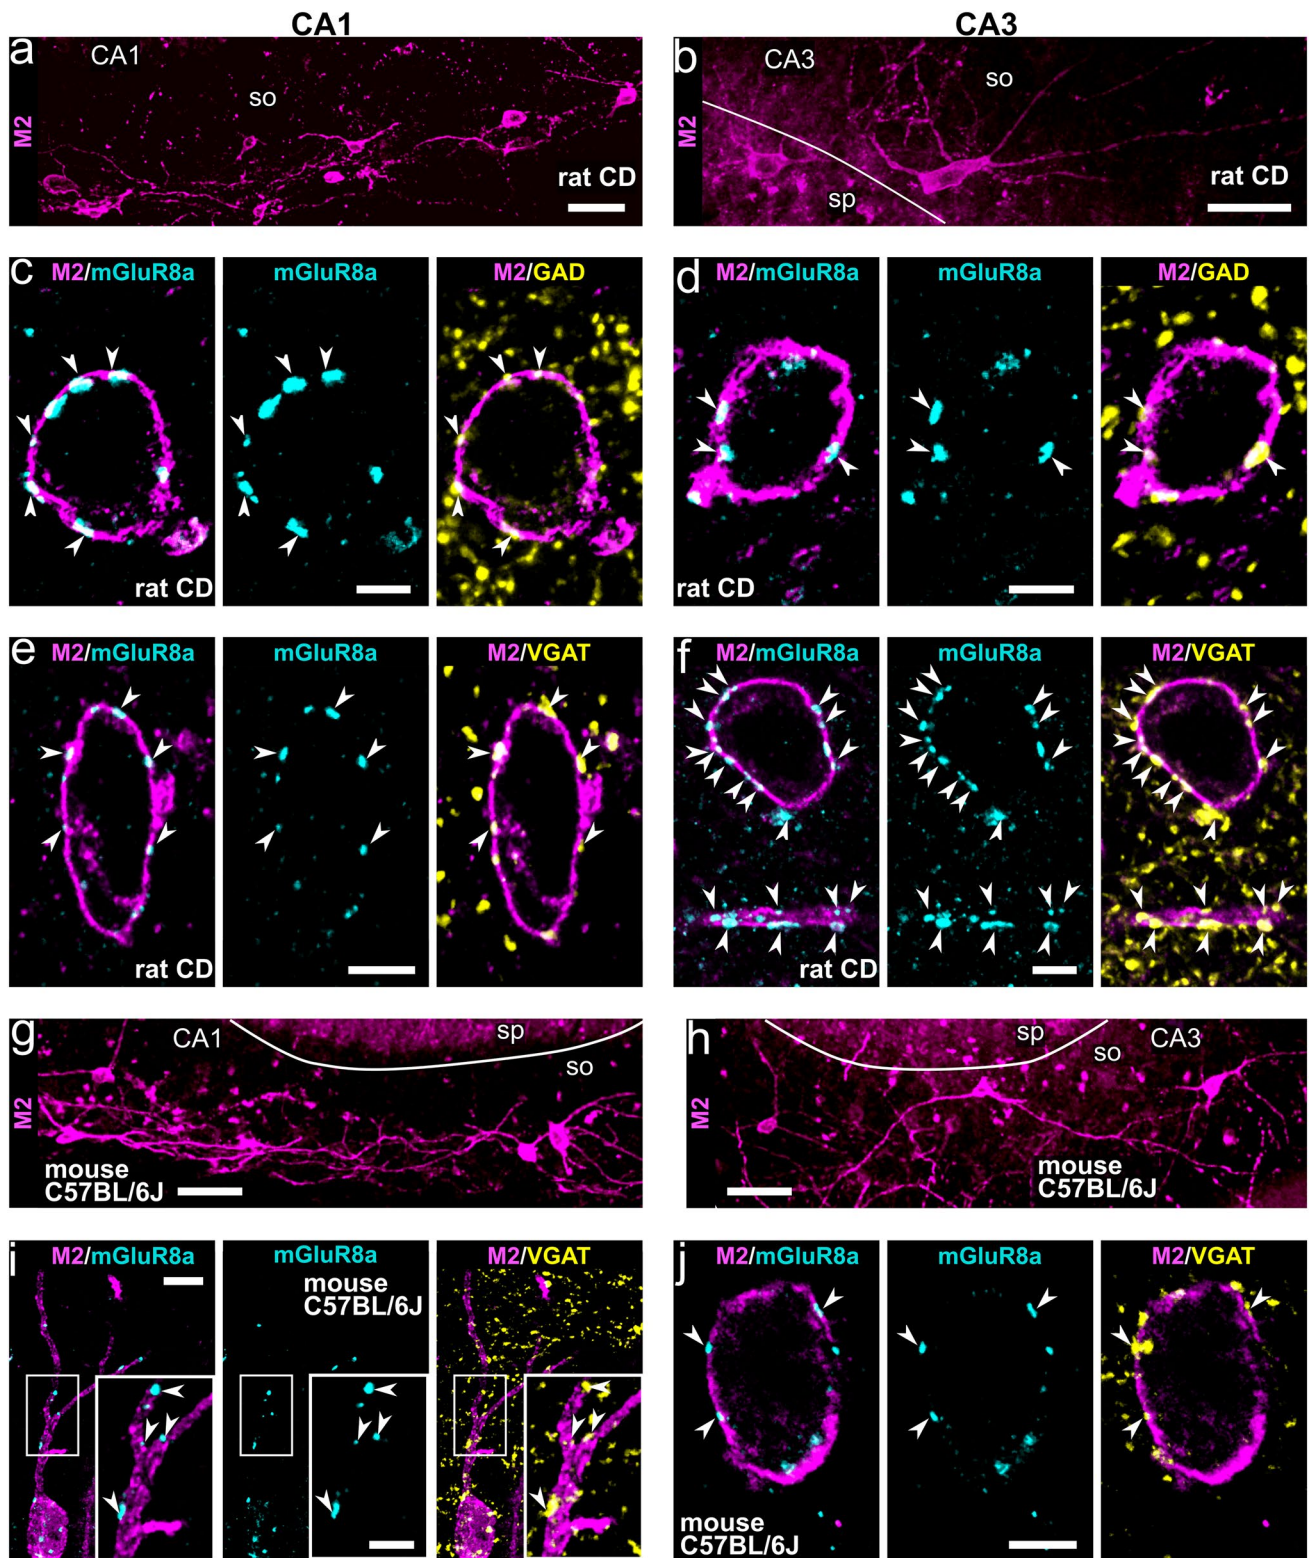 CA1
CA3
a
CA1
so
M2
rat CD
b
CA3
so
M2
sp
rat CD
c
M2/mGluR8a
mGluR8a
M2/GAD
rat CD
d
M2/mGluR8a
mGluR8a
M2/GAD
rat CD
e
M2/mGluR8a
mGluR8a
M2/VGAT
rat CD
f
M2/mGluR8a
mGluR8a
M2/VGAT
rat CD
g
CA1
sp
so
M2
mouse
C57BL/6J
h
sp
so
CA3
M2
mouse
C57BL/6J
i
M2/mGluR8a
mGluR8a
mouse
C57BL/6J
M2/VGAT
j
M2/mGluR8a
mGluR8a
M2/VGAT
mouse
C57BL/6J